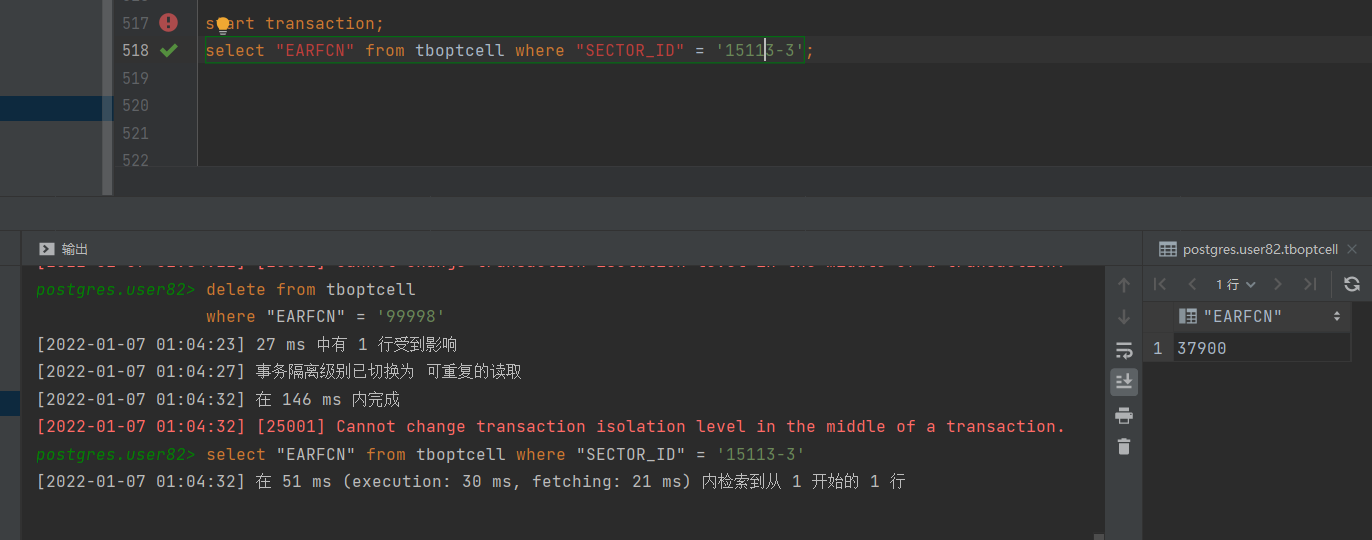 517 start transaction;
518 select "EARFCN" from tboptcell where "SECTOR_ID" = '15113-3';
519
520
521
522
输出
postgres.user82> delete from tboptcell
where "EARFCN" = '99998'
[2022-01-07 01:04:23] 27 ms 中有 1 行受到影响
[2022-01-07 01:04:27] 事务隔离级别已切换为 可重复的读取
[2022-01-07 01:04:32] 在 146 ms 内完成
[2022-01-07 01:04:32] [25001] Cannot change transaction isolation level in the middle of a transaction.
postgres.user82> select "EARFCN" from tboptcell where "SECTOR_ID" = '15113-3'
[2022-01-07 01:04:32] 在 51 ms (execution: 30 ms, fetching: 21 ms) 内检索到从 1 开始的 1 行
postgres.user82.tboptcell
1 行
"EARFCN"
1 37900